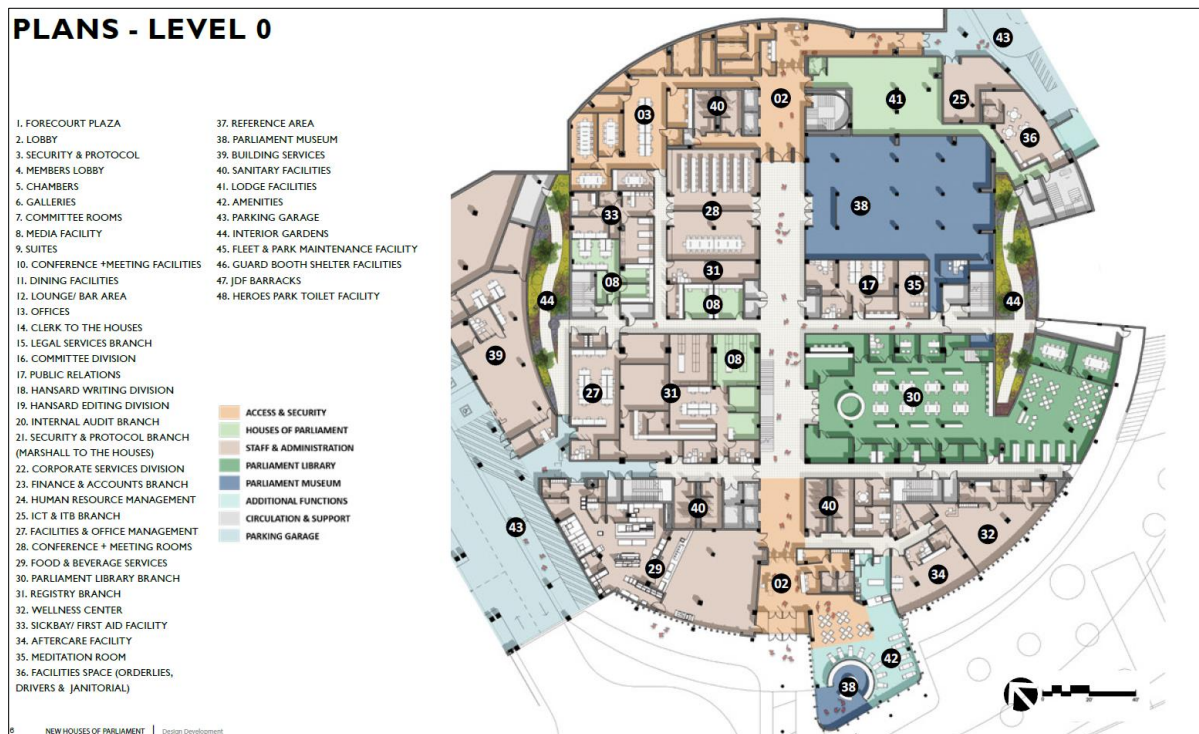 PLANS - LEVEL 0
1. FORECOURT PLAZA
2. LOBBY
3. SECURITY & PROTOCOL
4. MEMBERS LOBBY
5. CHAMBERS
6. GALLERIES
7. COMMITTEE ROOMS
8. MEDIA FACILITY
9. SUITES
10. CONFERENCE +MEETING FACILITIES
11. DINING FACILITIES
12. LOUNGE/ BAR AREA
13. OFFICES
14. CLERK TO THE HOUSES
15. LEGAL SERVICES BRANCH
16. COMMITTEE DIVISION
17. PUBLIC RELATIONS
18. HANSARD WRITING DIVISION
19. HANSARD EDITING DIVISION
20. INTERNAL AUDIT BRANCH
21. SECURITY & PROTOCOL BRANCH
(MARSHALL TO THE HOUSES)
22. CORPORATE SERVICES DIVISION
23. FINANCE & ACCOUNTS BRANCH
24. HUMAN RESOURCE MANAGEMENT
25. ICT & ITB BRANCH
27. FACILITIES & OFFICE MANAGEMENT
28. CONFERENCE + MEETING ROOMS
29. FOOD & BEVERAGE SERVICES
30. PARLIAMENT LIBRARY BRANCH
31. REGISTRY BRANCH
32. WELLNESS CENTER
33. SICKBAY/ FIRST AID FACILITY
34. AFTERCARE FACILITY
35. MEDITATION ROOM
36. FACILITIES SPACE (ORDERLIES,
DRIVERS & JANITORIAL)
37. REFERENCE AREA
38. PARLIAMENT MUSEUM
39. BUILDING SERVICES
40. SANITARY FACILITIES
41. LODGE FACILITIES
42. AMENITIES
43. PARKING GARAGE
44. INTERIOR GARDENS
45. FLEET & PARK MAINTENANCE FACILITY
46. GUARD BOOTH SHELTER FACILITIES
47. JDF BARRACKS
48. HEROES PARK TOILET FACILITY
ACCESS & SECURITY
HOUSES OF PARLIAMENT
STAFF & ADMINISTRATION
PARLIAMENT LIBRARY
PARLIAMENT MUSEUM
ADDITIONAL FUNCTIONS
CIRCULATION & SUPPORT
PARKING GARAGE
43
02
40
41
25
03
36
38
28
33
31
17
35
08
08
44
44
39
08
27
31
30
40
40
43
32
29
34
02
42
38
0 20' 40'
6 NEW HOUSES OF PARLIAMENT | Design Development